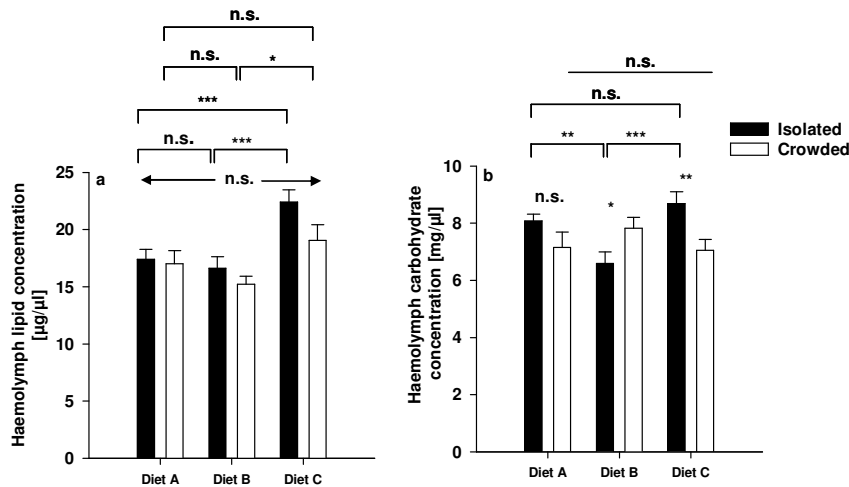 n.s.
n.s.
*
***
n.s.
***
a
n.s.
25
20
15
10
5
0
Haemolymph lipid concentration
[µg/µl]
Diet A
Diet B
Diet C
n.s.
n.s.
**
***
Isolated
Crowded
b
n.s.
*
**
10
8
6
4
2
0
Haemolymph carbohydrate
concentration [mg/µl]
Diet A
Diet B
Diet C